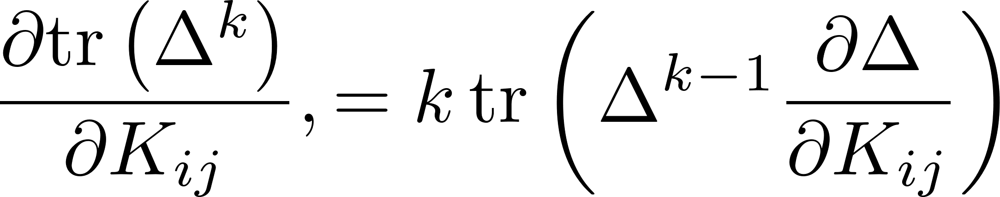 \frac{\partial \mathrm{tr}\left(\Delta^{k}\right)}{\partial K_{ij}}, = k\,\mathrm{tr}\left(\Delta^{k-1}\frac{\partial \Delta}{\partial K_{ij}}\right)